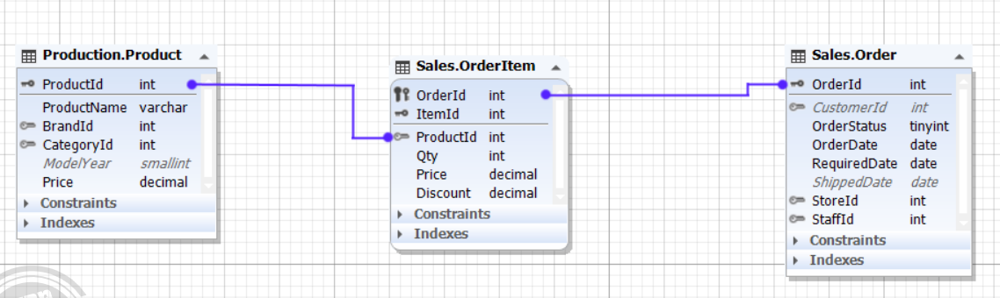 Production.Product
ProductId int
ProductName varchar
BrandId int
CategoryId int
ModelYear smallint
Price decimal
Constraints
Indexes
Sales.OrderItem
OrderId int
ItemId int
ProductId int
Qty int
Price decimal
Discount decimal
Constraints
Indexes
Sales.Order
OrderId int
CustomerId int
OrderStatus tinyint
OrderDate date
RequiredDate date
ShippedDate date
StoreId int
StaffId int
Constraints
Indexes